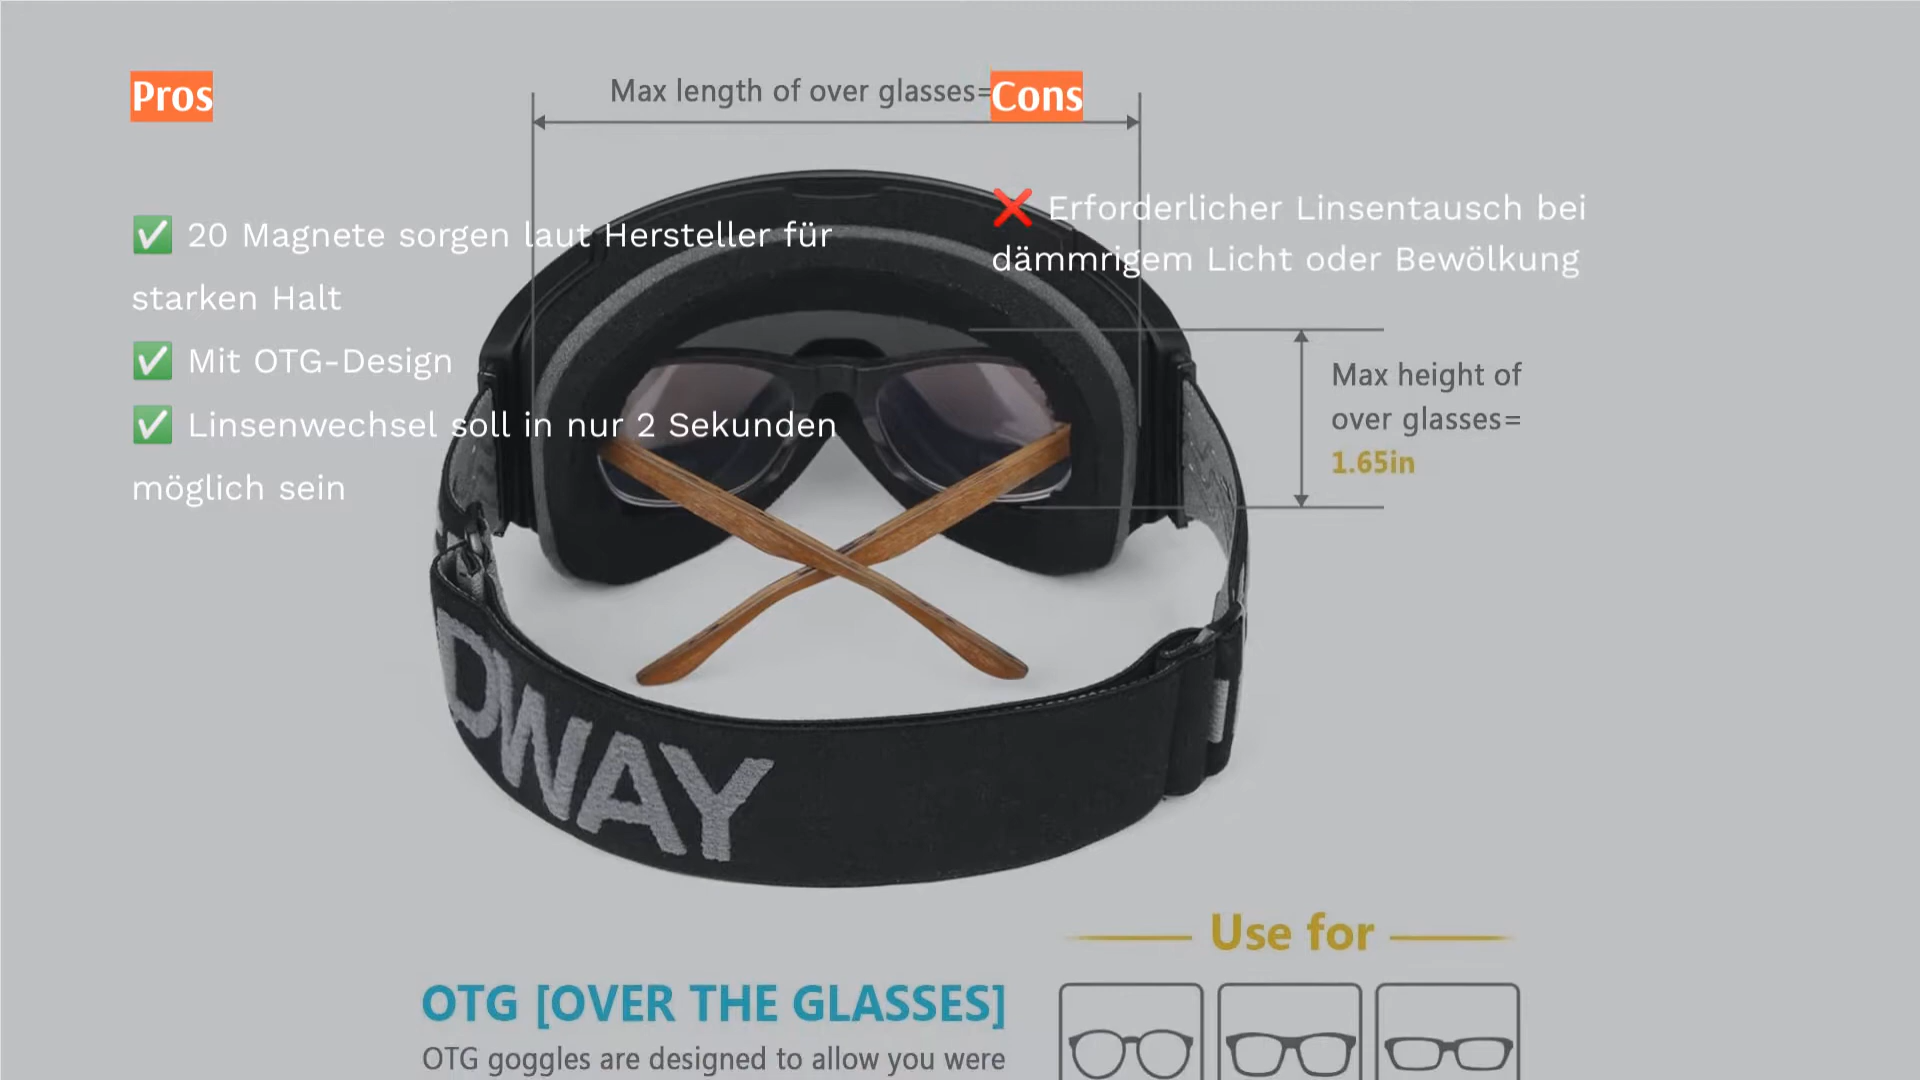 Pros
✅ 20 Magnete sorgen laut Hersteller für
starken Halt
✅ Mit OTG-Design
✅ Linsenwechsel soll in nur 2 Sekunden
möglich sein
Cons
❌ Erforderlicher Linsentausch bei
dämmrigem Licht oder Bewölkung
Max length of over glasses=
Max height of
over glasses=
1.65in
DWAY
Use for
OTG [OVER THE GLASSES]
OTG goggles are designed to allow you were